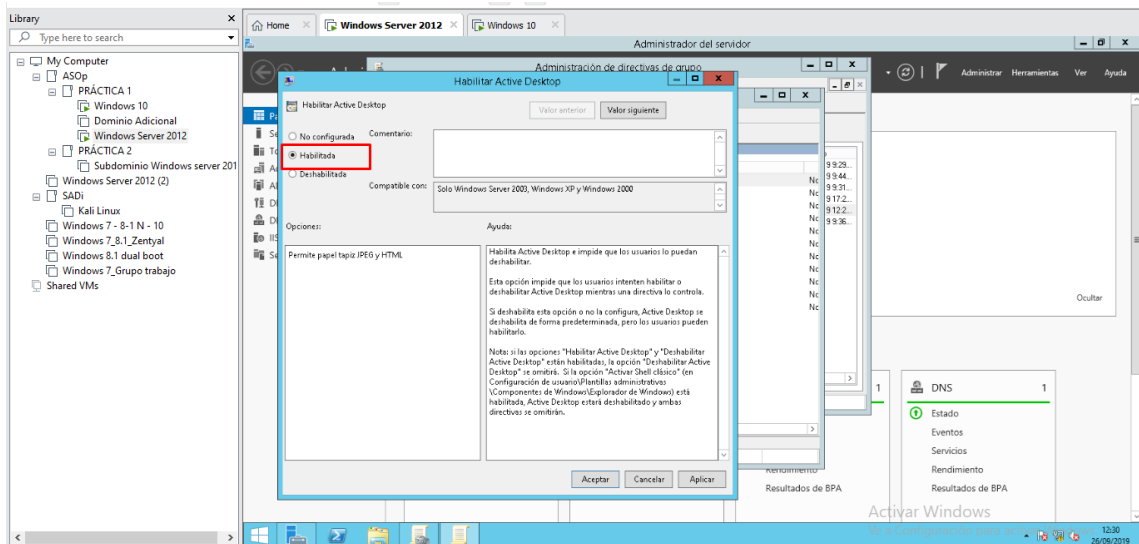 Library
Type here to search
My Computer
ASOp
PRÁCTICA 1
Windows 10
Dominio Adicional
Windows Server 2012
PRÁCTICA 2
Subdominio Windows server 201
Windows Server 2012 (2)
SADi
Kali Linux
Windows 7 - 8-1 N - 10
Windows 7_8.1_Zentyal
Windows 8.1 dual boot
Windows 7_Grupo trabajo
Shared VMs
Home
Windows Server 2012
Windows 10
Administrador del servidor
Administrar Herramientas Ver Ayuda
Administración de directivas de grupo
Habilitar Active Desktop
Habilitar Active Desktop
Valor anterior
Valor siguiente
No configurada
Comentario:
Habilitada
Deshabilitada
Compatible con:
Solo Windows Server 2003, Windows XP y Windows 2000
Opciones:
Ayuda:
Permite papel tapiz JPEG y HTML
Habilita Active Desktop e impide que los usuarios lo puedan
deshabilitar.
Esta opción impide que los usuarios intenten habilitar o
deshabilitar Active Desktop mientras una directiva lo controla.
Si deshabilita esta opción o no la configura, Active Desktop se
deshabilita de forma predeterminada, pero los usuarios pueden
habilitarlo.
Nota: si las opciones "Habilitar Active Desktop" y "Deshabilitar
Active Desktop" están habilitadas, la opción "Deshabilitar Active
Desktop" se omitirá. Si la opción "Activar Shell clásico" (en
Configuración de usuario\Plantillas administrativas
\Componentes de Windows\Explorador de Windows) está
habilitada, Active Desktop estará deshabilitado y ambas
directivas se omitirán.
Aceptar
Cancelar
Aplicar
Ocultar
1
DNS 1
Estado
Eventos
Servicios
Rendimiento
Resultados de BPA
Rendimiento
Resultados de BPA
Activar Windows
12:30
26/09/2019